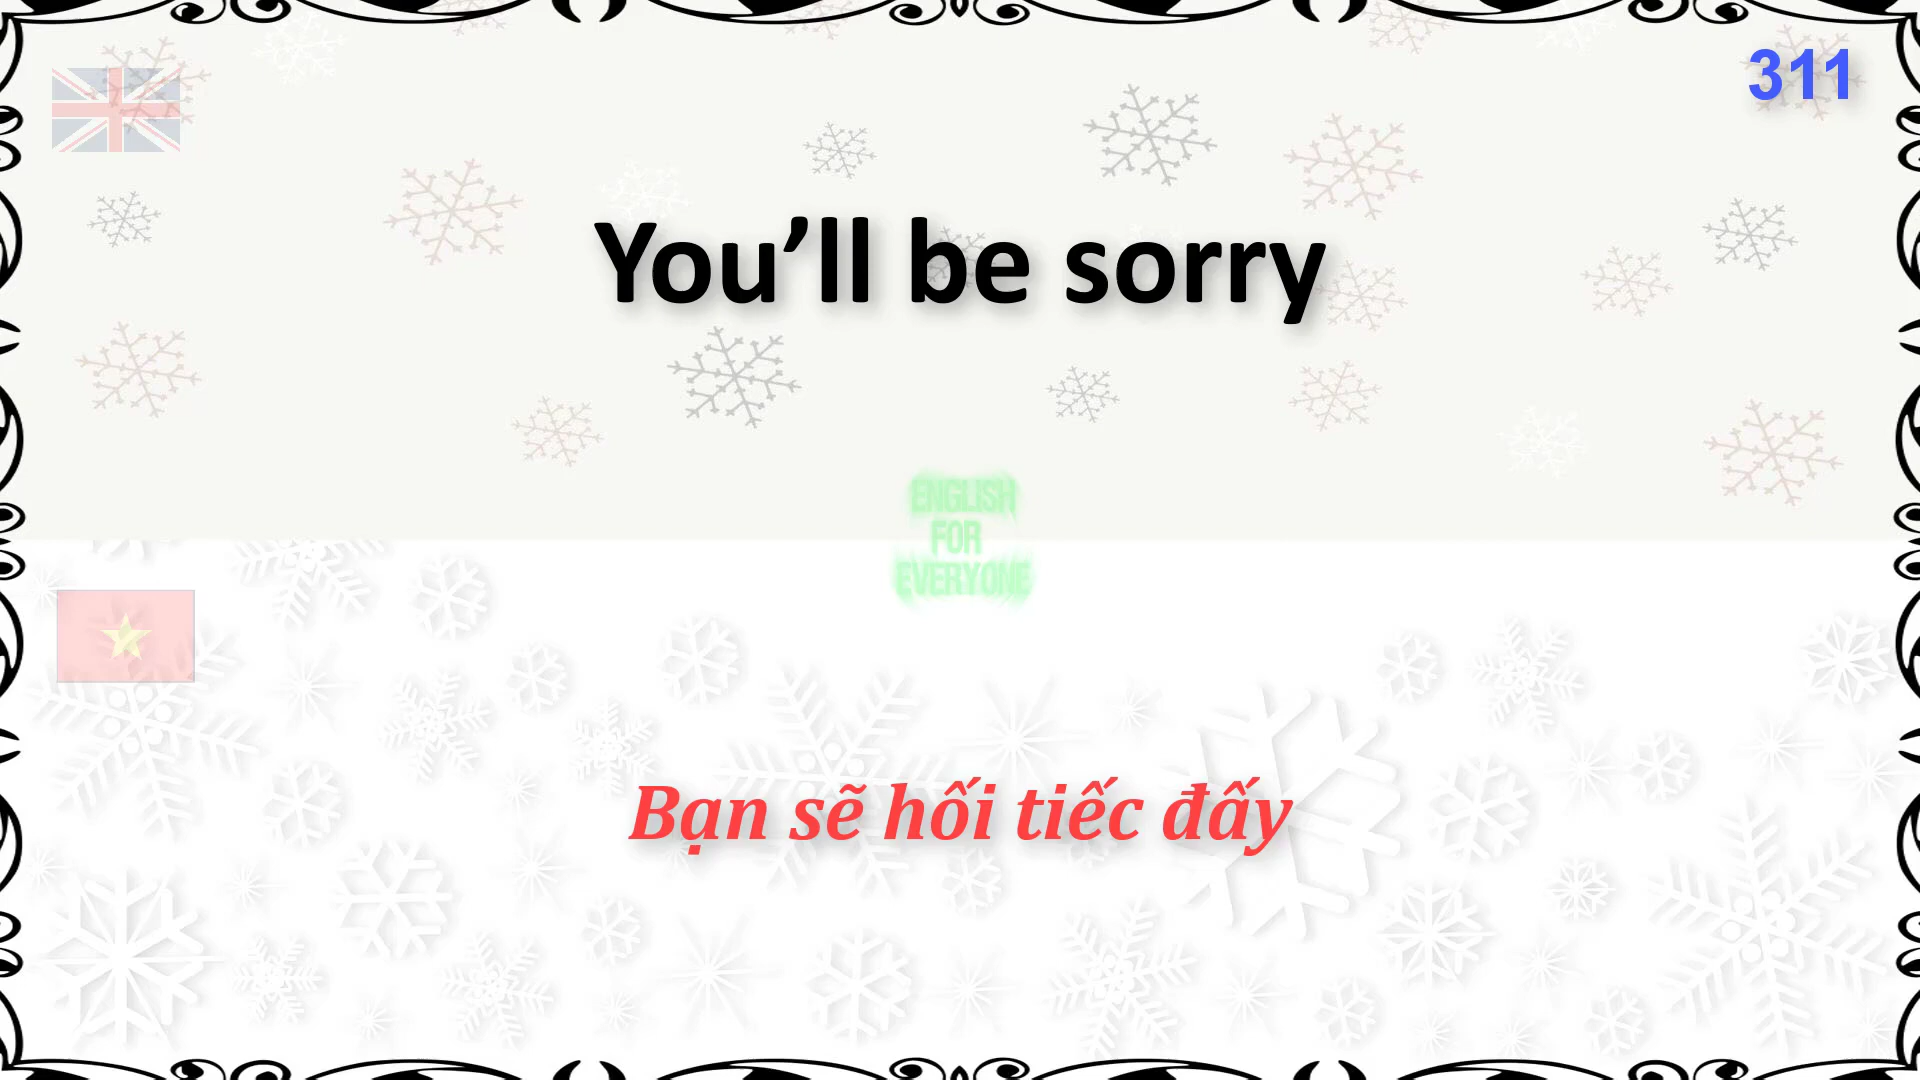 311
You’ll be sorry
ENGLISH
FOR
EVERYONE
Bạn sẽ hối tiếc đấy